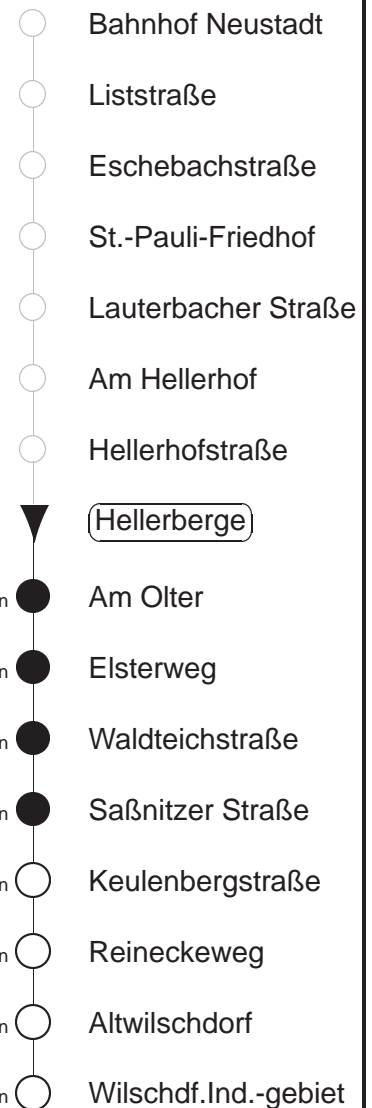 Bahnhof Neustadt
Liststraße
Eschebachstraße
St.-Pauli-Friedhof
Lauterbacher Straße
Am Hellerhof
Hellerhofstraße
Hellerberge
n Am Olter
n Elsterweg
n Waldteichstraße
n Saßnitzer Straße
n Keulenbergstraße
n Reineckeweg
n Altwilschdorf
n Wilschdf.Ind.-gebiet